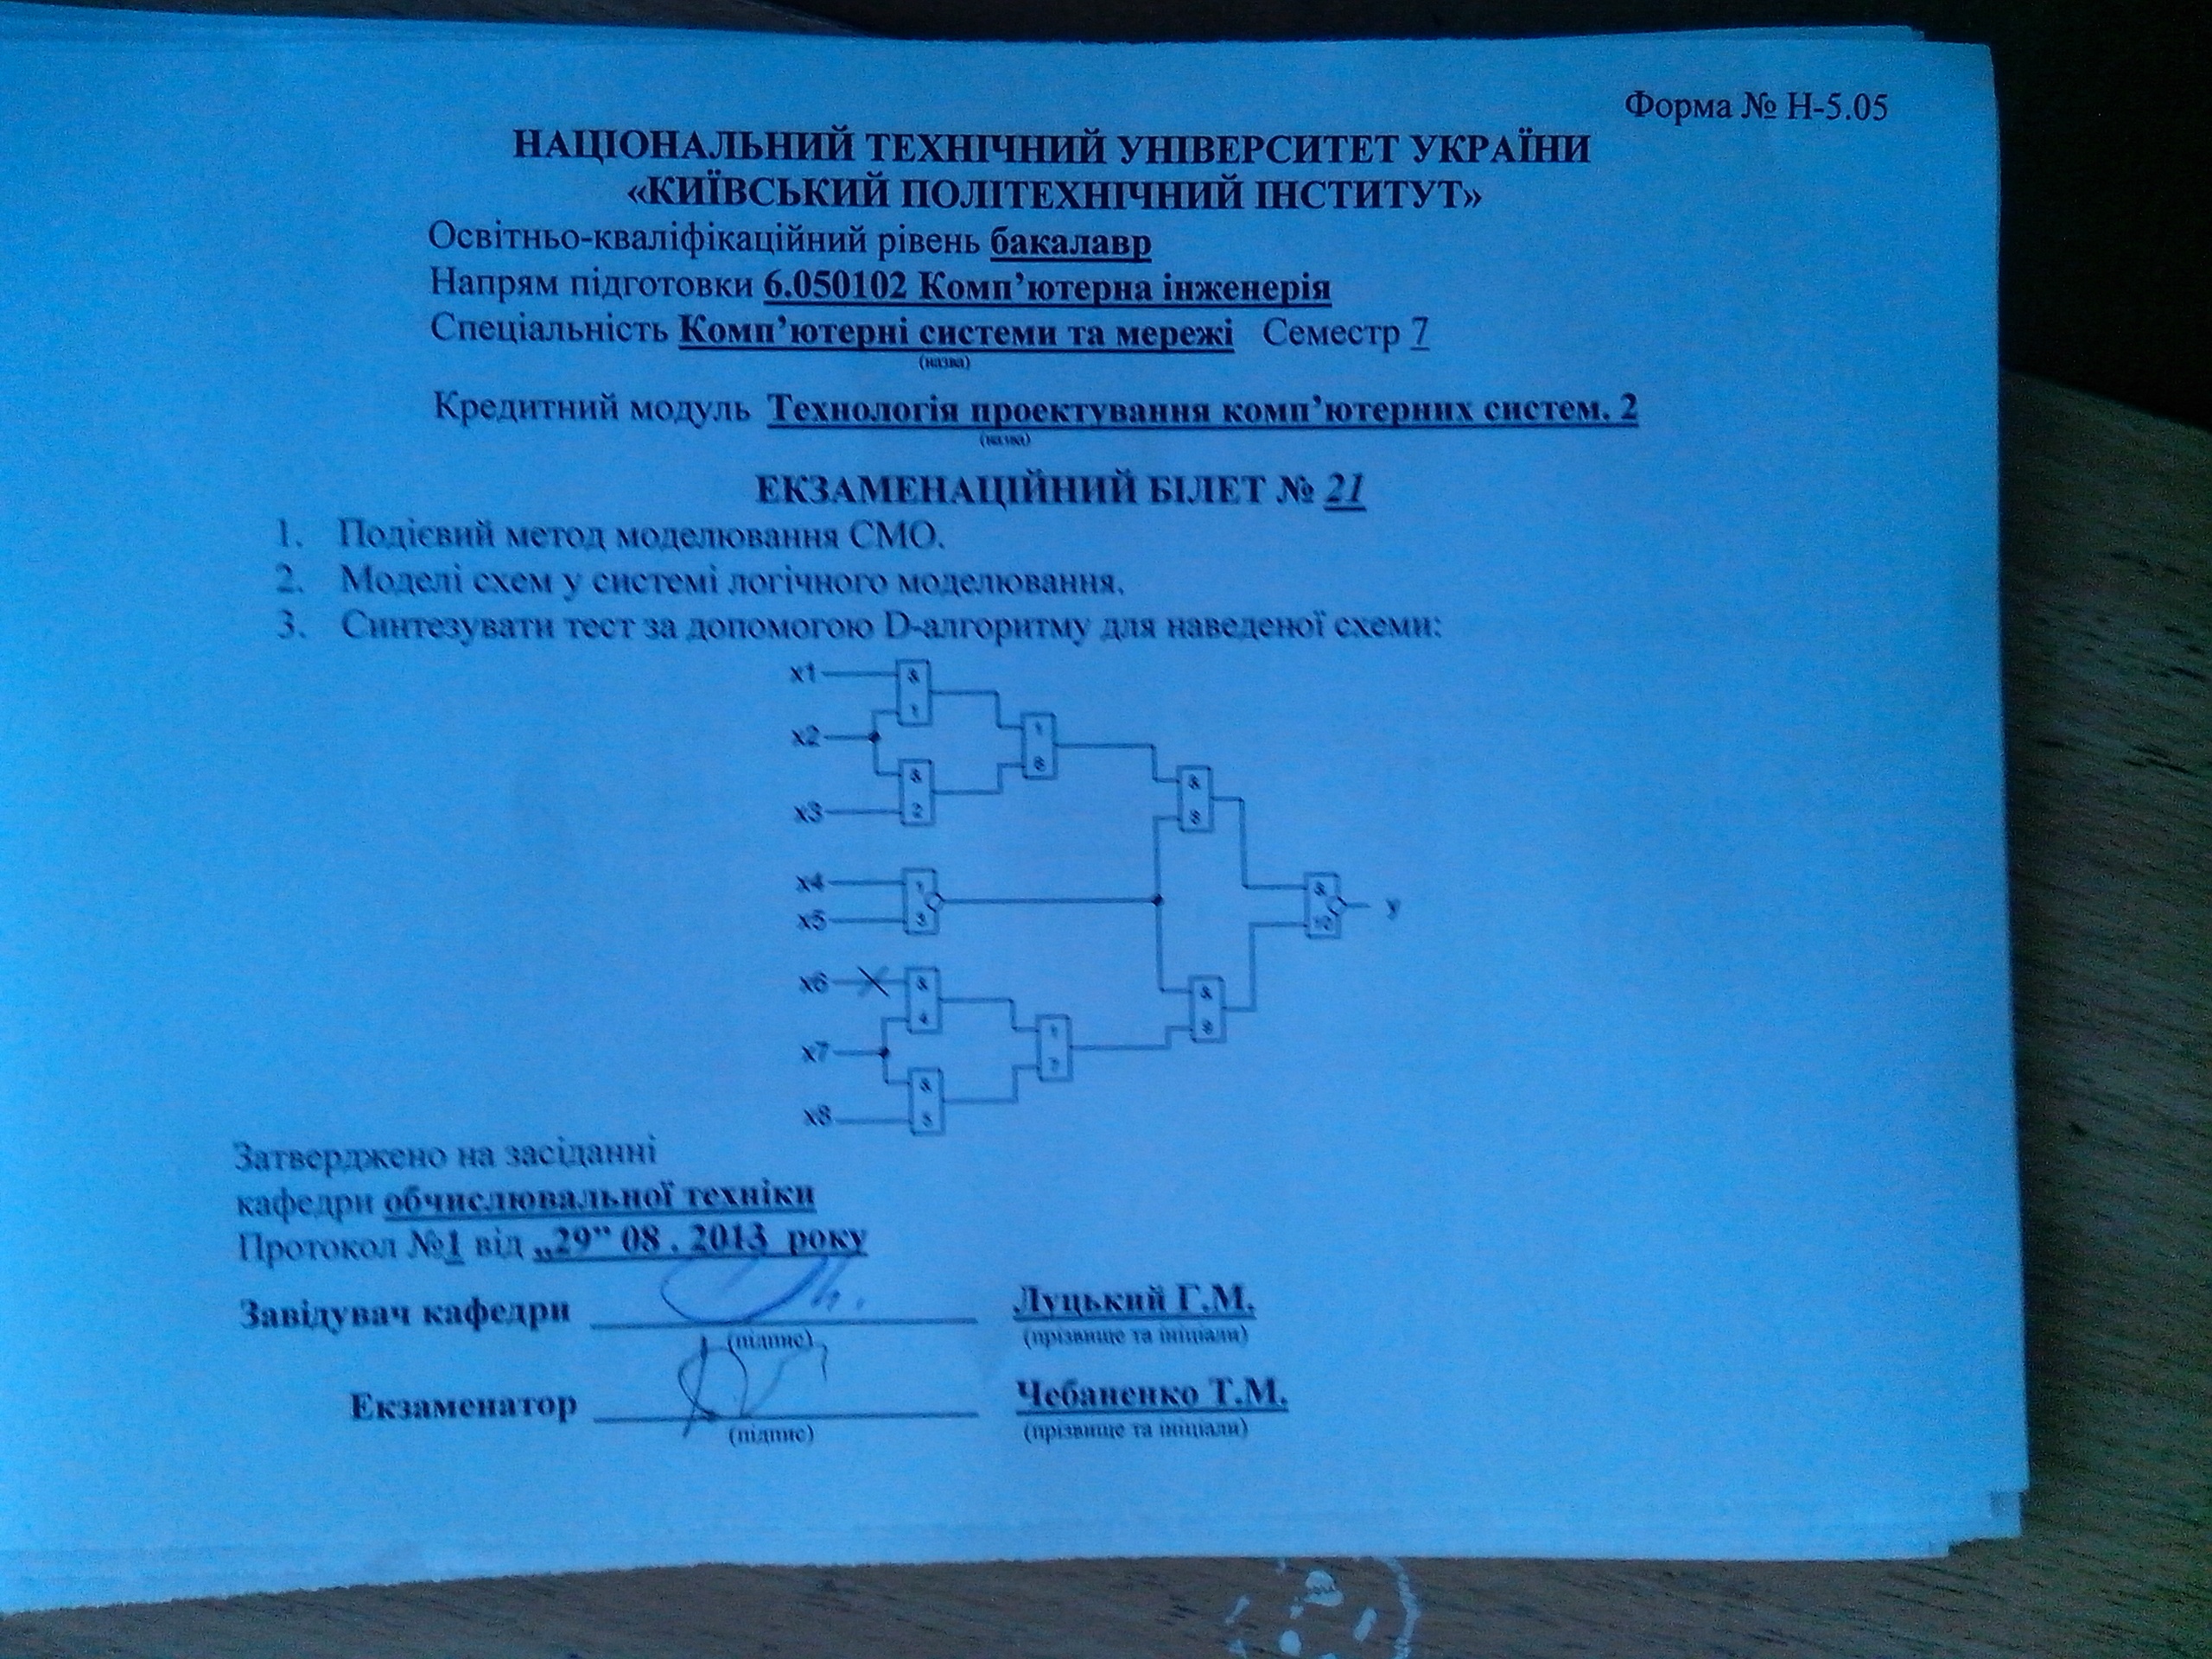 Форма № Н-5.05
НАЦІОНАЛЬНИЙ ТЕХНІЧНИЙ УНІВЕРСИТЕТ УКРАЇНИ
«КИЇВСЬКИЙ ПОЛІТЕХНІЧНИЙ ІНСТИТУТ»
Освітньо-кваліфікаційний рівень бакалавр
Напрям підготовки 6.050102 Комп’ютерна інженерія
Спеціальність Комп’ютерні системи та мережі Семестр 7
(назва)
Кредитний модуль Технологія проектування комп’ютерних систем. 2
(назва)
ЕКЗАМЕНАЦІЙНИЙ БІЛЕТ № 21
1. Подієвий метод моделювання СМО.
2. Моделі схем у системі логічного моделювання.
3. Синтезувати тест за допомогою D-алгоритму для наведеної схеми:
x1
&
1
x2
1
6
&
2
x3
&
8
x4
1
3
x5
&
10
y
x6
&
4
&
9
x7
1
7
&
5
x8
Затверджено на засіданні
кафедри обчислювальної техніки
Протокол №1 від „29” 08 . 2013 року
Завідувач кафедри Луцький Г.М.
(підпис) (прізвище та ініціали)
Екзаменатор Чебаненко Т.М.
(підпис) (прізвище та ініціали)